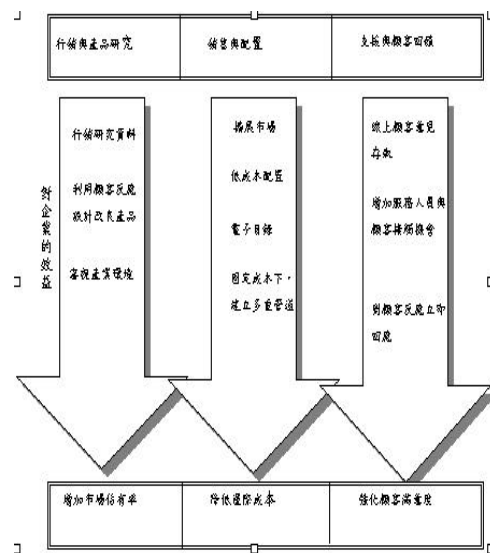 行銷與產品研究
銷售與配置
支援與顧客回饋
對企業的效益
行銷研究資料
利用顧客反應
設計改良產品
審視產業環境
擴展市場
低成本配置
電子目錄
固定成本下，
建立多重管道
線上顧客意見
存取
增加服務人員與
顧客接觸機會
對顧客反應立即
回應
增加市場佔有率
降低運際成本
強化顧客滿意度